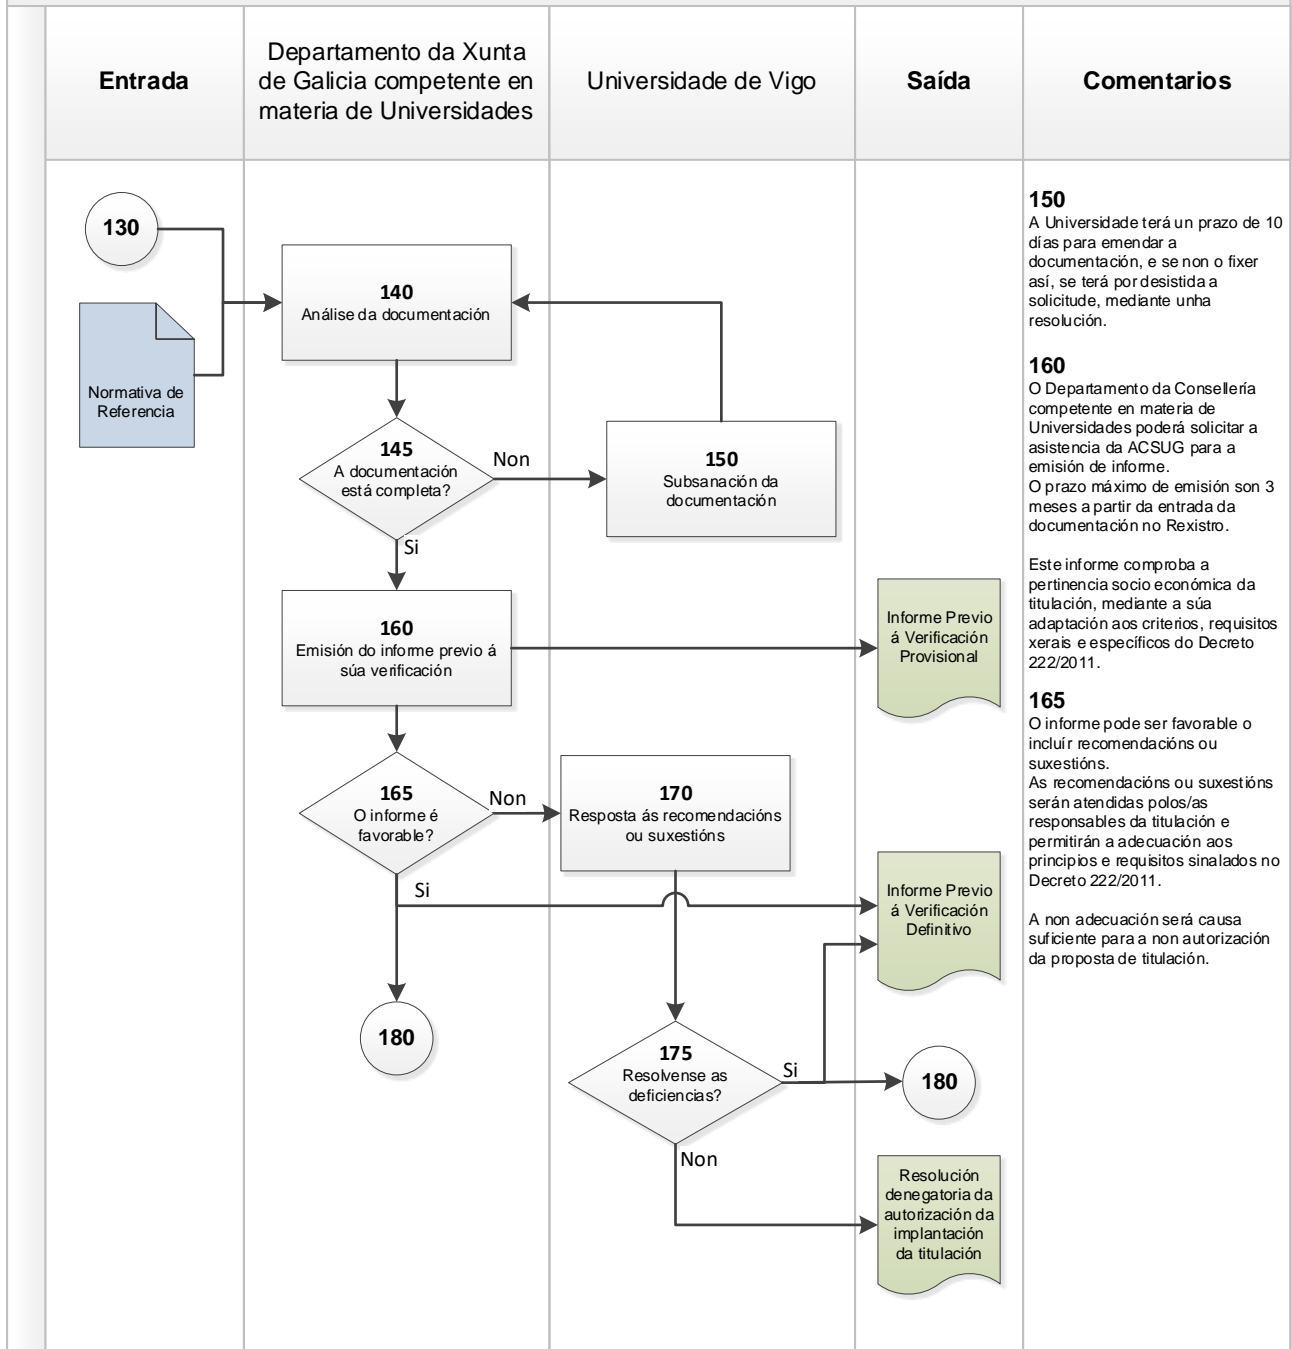 Entrada
Departamento da Xunta
de Galicia competente en
materia de Universidades
Universidade de Vigo
Saída
Comentarios
130
Normativa de
Referencia
140
Análise da documentación
145
A documentación
está completa?
Non
Si
150
Subsanación da
documentación
160
Emisión do informe previo á
súa verificación
Informe Previo
á Verificación
Provisional
165
O informe é
favorable?
Non
Si
170
Resposta ás recomendacións
ou suxestións
Informe Previo
á Verificación
Definitivo
180
175
Resolvense as
deficiencias?
Si
Non
180
Resolución
denegatoria da
autorización da
implantación
da titulación
150
A Universidade terá un prazo de 10
días para emendar a
documentación, e se non o fixer
así, se terá por desistida a
solicitude, mediante unha
resolución.
160
O Departamento da Consellería
competente en materia de
Universidades poderá solicitar a
asistencia da ACSUG para a
emisión de informe.
O prazo máximo de emisión son 3
meses a partir da entrada da
documentación no Rexistro.
Este informe comproba a
pertinencia socio económica da
titulación, mediante a súa
adaptación aos criterios, requisitos
xerais e específicos do Decreto
222/2011.
165
O informe pode ser favorable o
incluír recomendacións ou
suxestións.
As recomendacións ou suxestións
serán atendidas polos/as
responsables da titulación e
permitirán a adecuación aos
principios e requisitos sinalados no
Decreto 222/2011.
A non adecuación será causa
suficiente para a non autorización
da proposta de titulación.